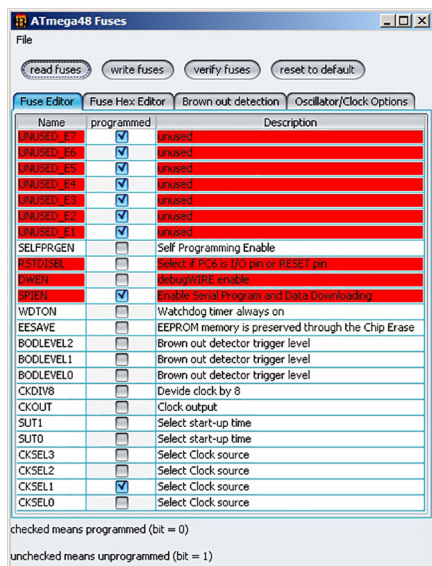 ATmega48 Fuses
File
read fuses write fuses verify fuses reset to default
Fuse Editor Fuse Hex Editor Brown out detection Oscillator/Clock Options
Name programmed Description
UNUSED_E7 unused
UNUSED_E6 unused
UNUSED_E5 unused
UNUSED_E4 unused
UNUSED_E3 unused
UNUSED_E2 unused
UNUSED_E1 unused
SELFPRGEN Self Programming Enable
RSTDISBL Select if PC6 is I/O pin or RESET pin
DWEN debugWIRE enable
SPIEN Enable Serial Program and Data Downloading
WDTON Watchdog timer always on
EESAVE EEPROM memory is preserved through the Chip Erase
BODLEVEL2 Brown out detector trigger level
BODLEVEL1 Brown out detector trigger level
BODLEVEL0 Brown out detector trigger level
CKDIV8 Devide clock by 8
CKOUT Clock output
SUT1 Select start-up time
SUT0 Select start-up time
CKSEL3 Select Clock source
CKSEL2 Select Clock source
CKSEL1 Select Clock source
CKSEL0 Select Clock source
checked means programmed (bit = 0)
unchecked means unprogrammed (bit = 1)